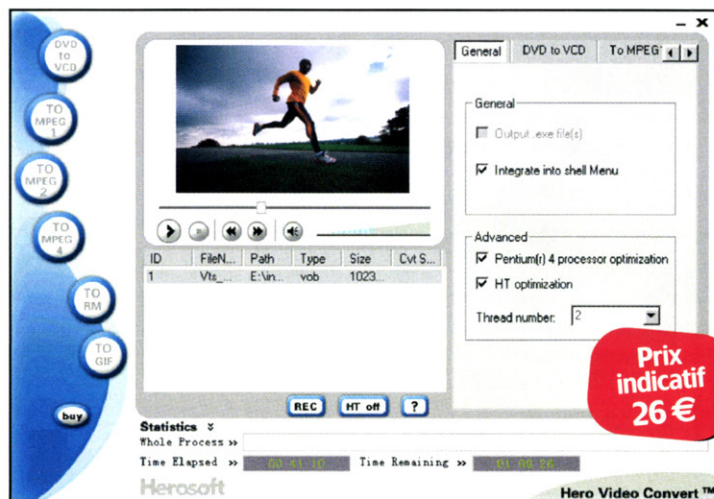 DVD to VCD
TO MPEG 1
TO MPEG 2
TO MPEG 4
TO RM
TO GIF
buy
General DVD to VCD To MPEG
General
Output .exe file(s)
Integrate into shell Menu
Advanced
Pentium(r) 4 processor optimization
HT optimization
Thread number: 2
ID FileN... Path Type Size Cvt S...
1 Vts_... E:\in... vob 1023...
REC HT off ?
Prix
indicatif
26 €
Statistics
Whole Process »
Time Elapsed » Time Remaining »
Herosoft
Hero Video Convert ™